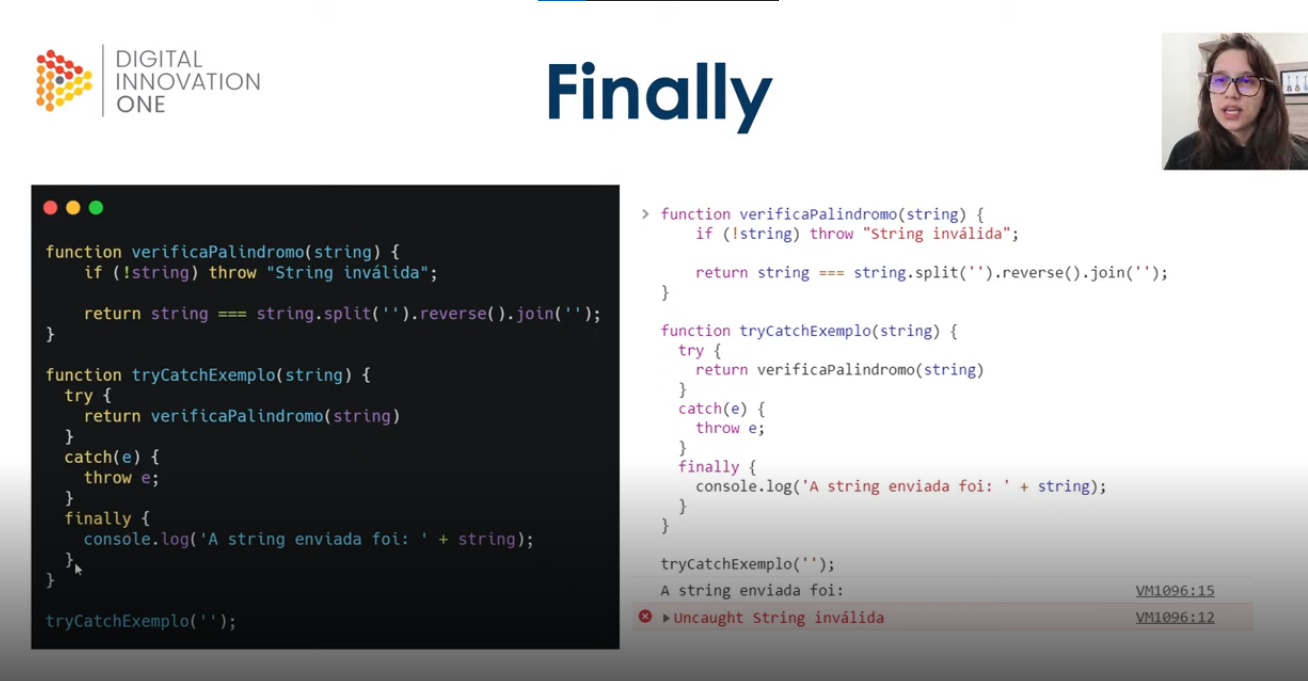 DIGITAL
INNOVATION
ONE
Finally
function verificaPalindromo(string) {
    if (!string) throw "String inválida";
    return string === string.split('').reverse().join('');
}
function tryCatchExemplo(string) {
  try {
    return verificaPalindromo(string)
  }
  catch(e) {
    throw e;
  }
  finally {
    console.log('A string enviada foi: ' + string);
  }
}
tryCatchExemplo('');
> function verificaPalindromo(string) {
    if (!string) throw "String inválida";
    return string === string.split('').reverse().join('');
}
function tryCatchExemplo(string) {
  try {
    return verificaPalindromo(string)
  }
  catch(e) {
    throw e;
  }
  finally {
    console.log('A string enviada foi: ' + string);
  }
}
tryCatchExemplo('');
A string enviada foi: VM1096:15
Uncaught String inválida VM1096:12